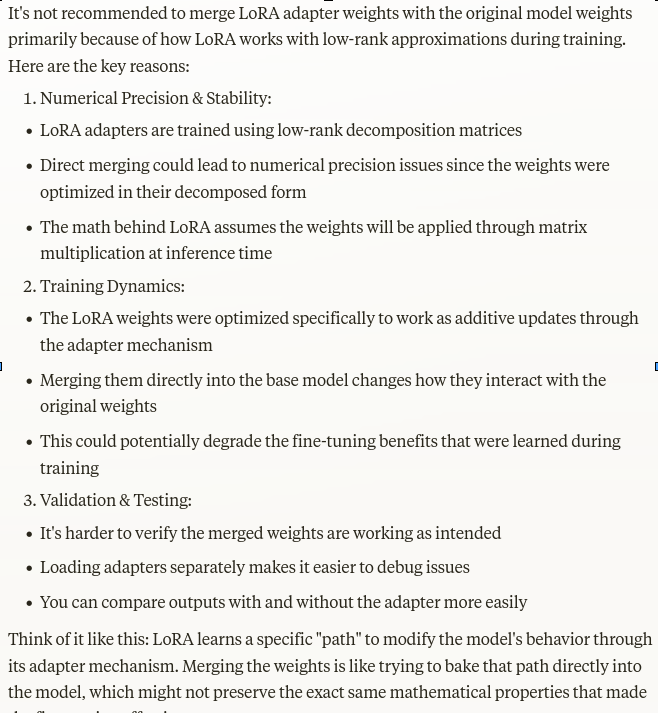 It's not recommended to merge LoRA adapter weights with the original model weights
primarily because of how LoRA works with low-rank approximations during training.
Here are the key reasons:
1. Numerical Precision & Stability:
• LoRA adapters are trained using low-rank decomposition matrices
• Direct merging could lead to numerical precision issues since the weights were
optimized in their decomposed form
• The math behind LoRA assumes the weights will be applied through matrix
multiplication at inference time
2. Training Dynamics:
• The LoRA weights were optimized specifically to work as additive updates through
the adapter mechanism
• Merging them directly into the base model changes how they interact with the
original weights
• This could potentially degrade the fine-tuning benefits that were learned during
training
3. Validation & Testing:
• It's harder to verify the merged weights are working as intended
• Loading adapters separately makes it easier to debug issues
• You can compare outputs with and without the adapter more easily
Think of it like this: LoRA learns a specific "path" to modify the model's behavior through
its adapter mechanism. Merging the weights is like trying to bake that path directly into
the model, which might not preserve the exact same mathematical properties that made